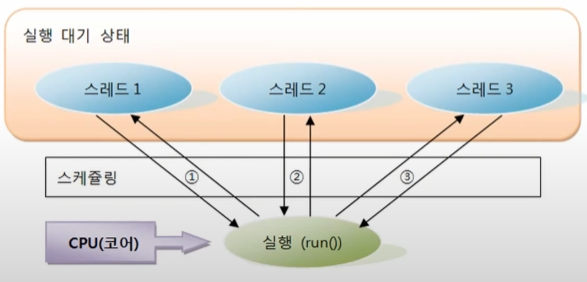 실행 대기 상태
스레드 1
스레드 2
스레드 3
스케쥴링
①
②
③
CPU(코어)
실행 (run())